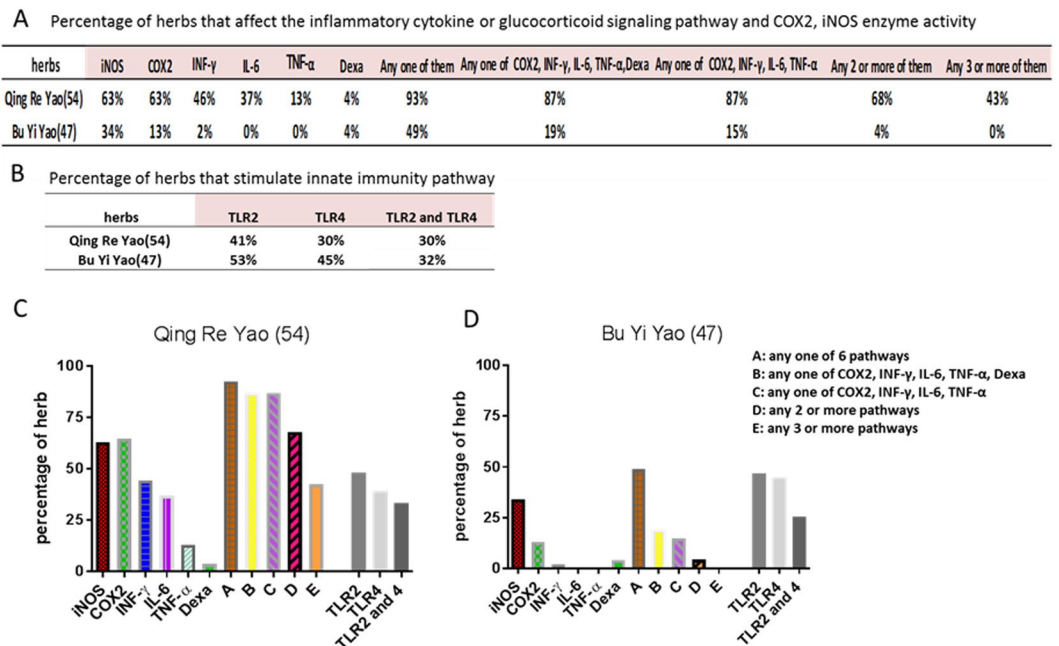 A
Percentage of herbs that affect the inflammatory cytokine or glucocorticoid signaling pathway and COX2, iNOS enzyme activity
herbs iNOS COX2 INF-γ IL-6 TNF-α Dexa Any one of them Any one of COX2, INF-γ, IL-6, TNF-α,Dexa Any one of COX2, INF-γ, IL-6, TNF-α Any 2 or more of them Any 3 or more of them
Qing Re Yao(54) 63% 63% 46% 37% 13% 4% 93% 87% 87% 68% 43%
Bu Yi Yao(47) 34% 13% 2% 0% 0% 4% 49% 19% 15% 4% 0%
B
Percentage of herbs that stimulate innate immunity pathway
herbs TLR2 TLR4 TLR2 and TLR4
Qing Re Yao(54) 41% 30% 30%
Bu Yi Yao(47) 53% 45% 32%
C
Qing Re Yao (54)
percentage of herb
100
75
50
25
0
iNOS COX2 INF-γ IL-6 TNF-α Dexa A B C D E TLR2 TLR4 TLR2 and 4
D
Bu Yi Yao (47)
percentage of herb
100
75
50
25
0
iNOS COX2 INF-γ IL-6 TNF-α Dexa A B C D E TLR2 TLR4 TLR2 and 4
A: any one of 6 pathways
B: any one of COX2, INF-γ, IL-6, TNF-α, Dexa
C: any one of COX2, INF-γ, IL-6, TNF-α
D: any 2 or more pathways
E: any 3 or more pathways